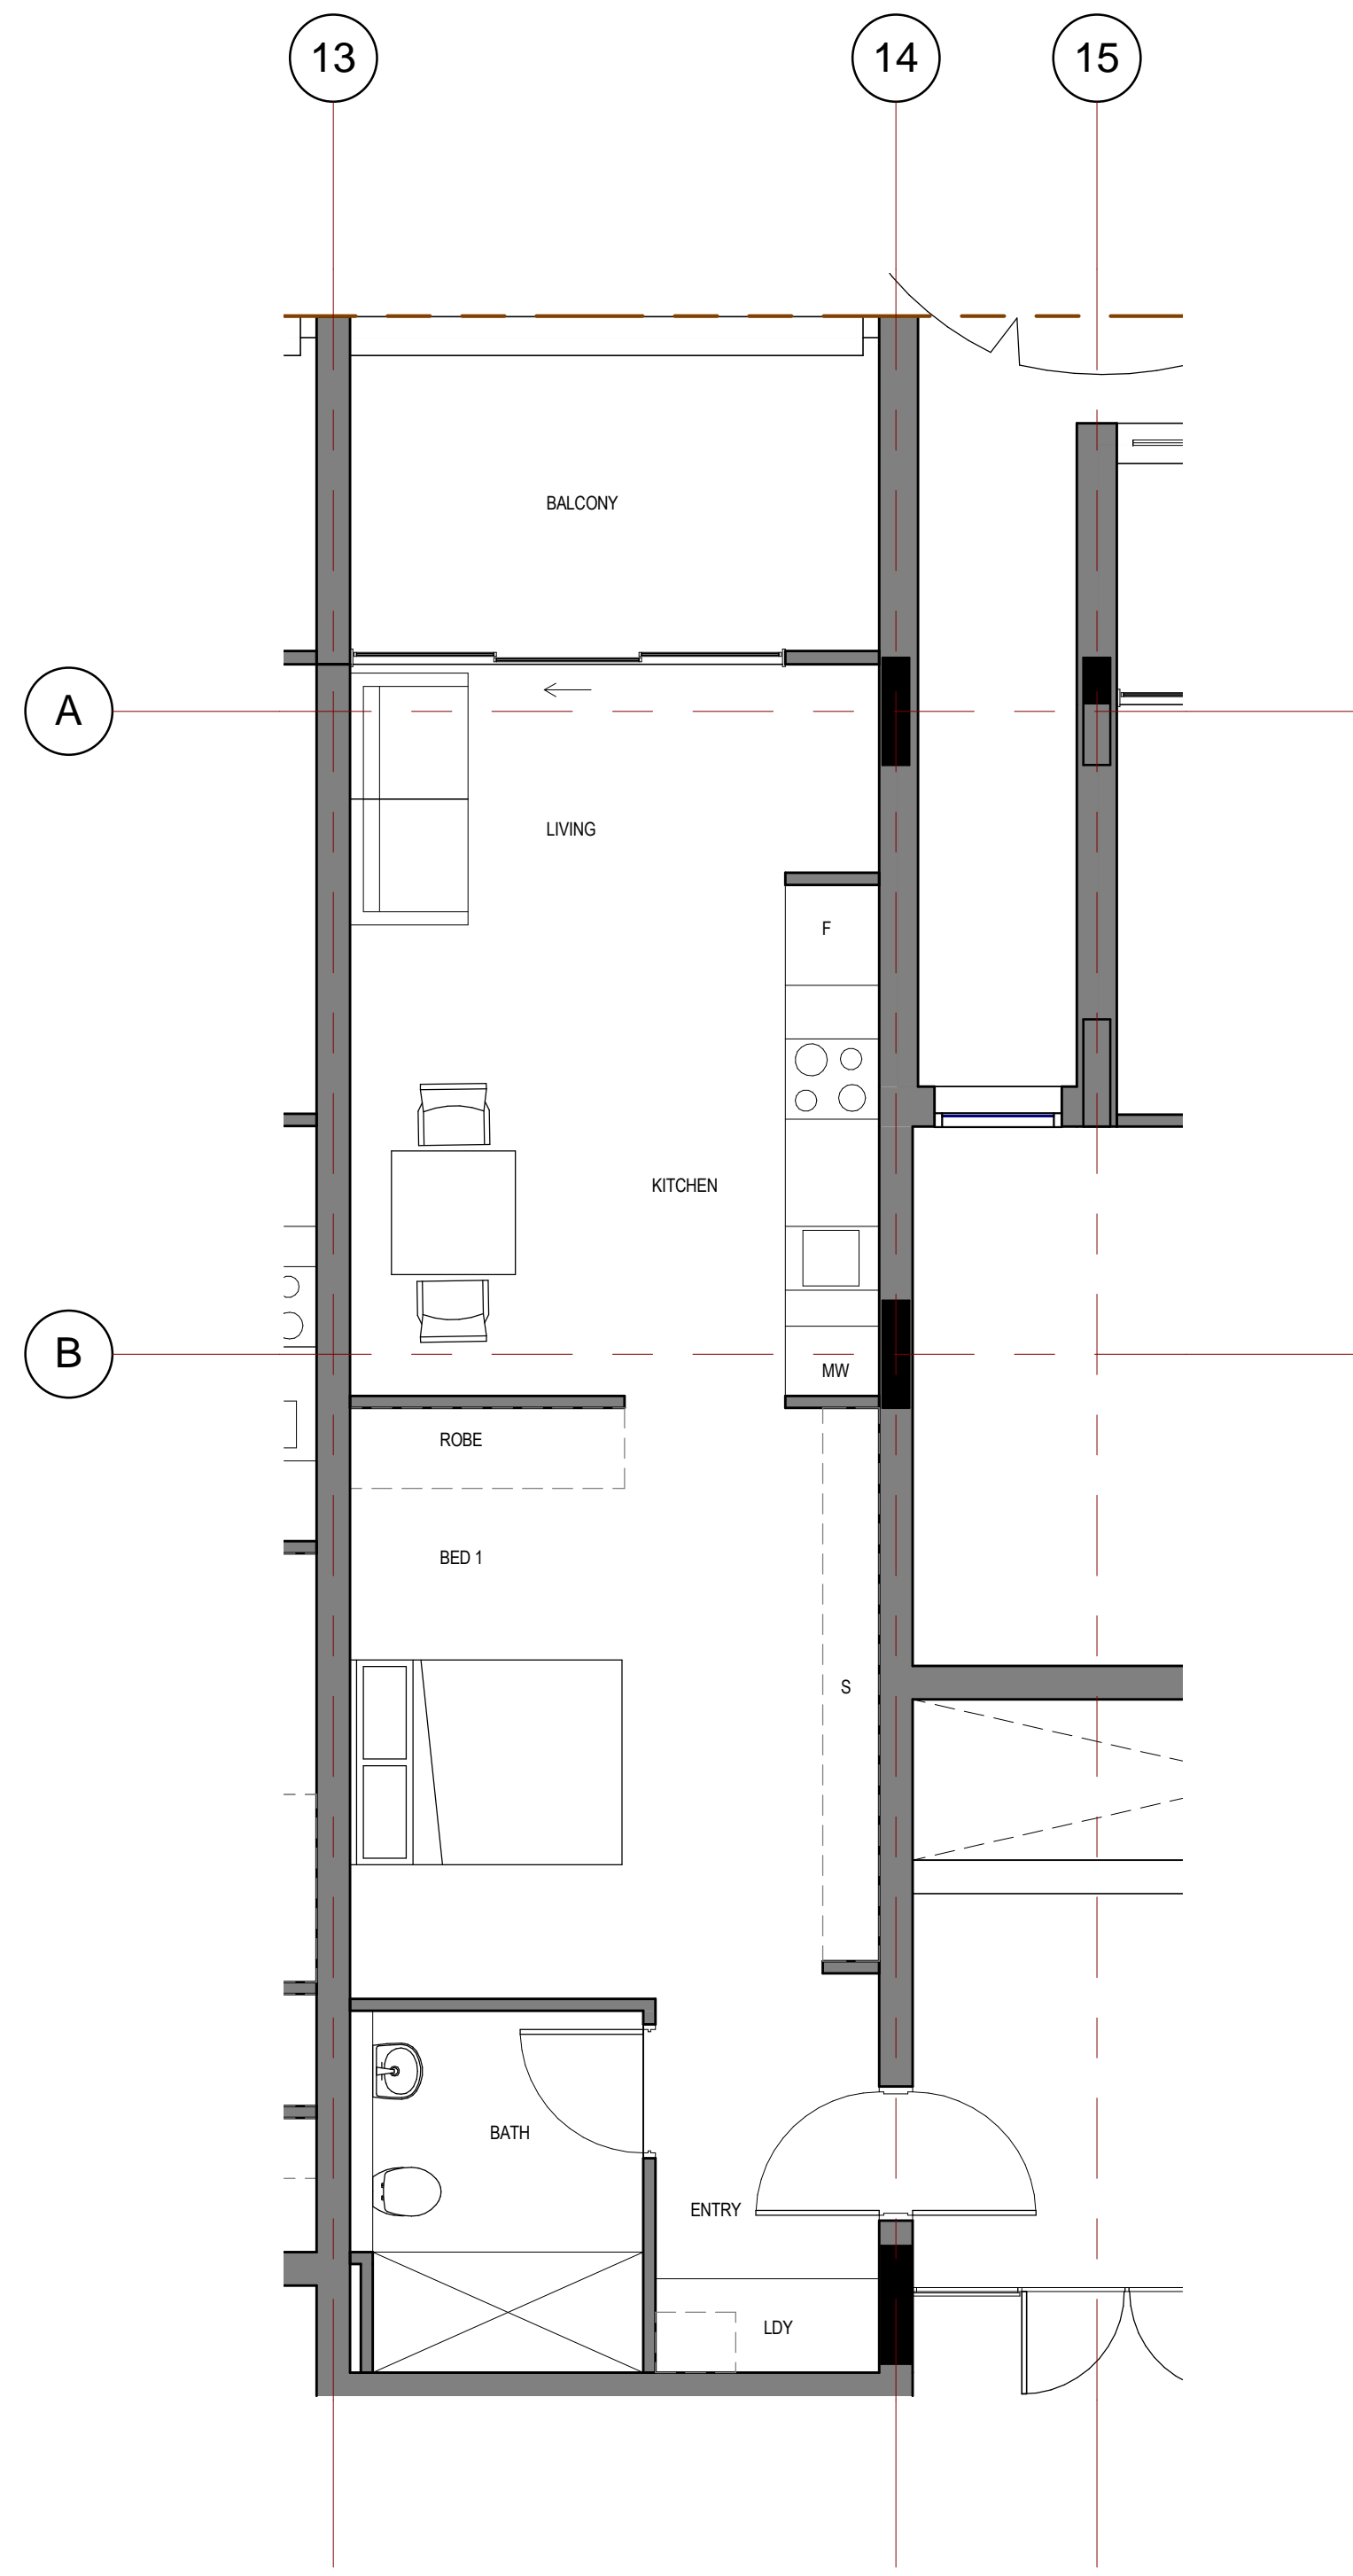 13
14
15
BALCONY
A
LIVING
F
KITCHEN
B
MW
ROBE
BED 1
S
BATH
ENTRY
LDY